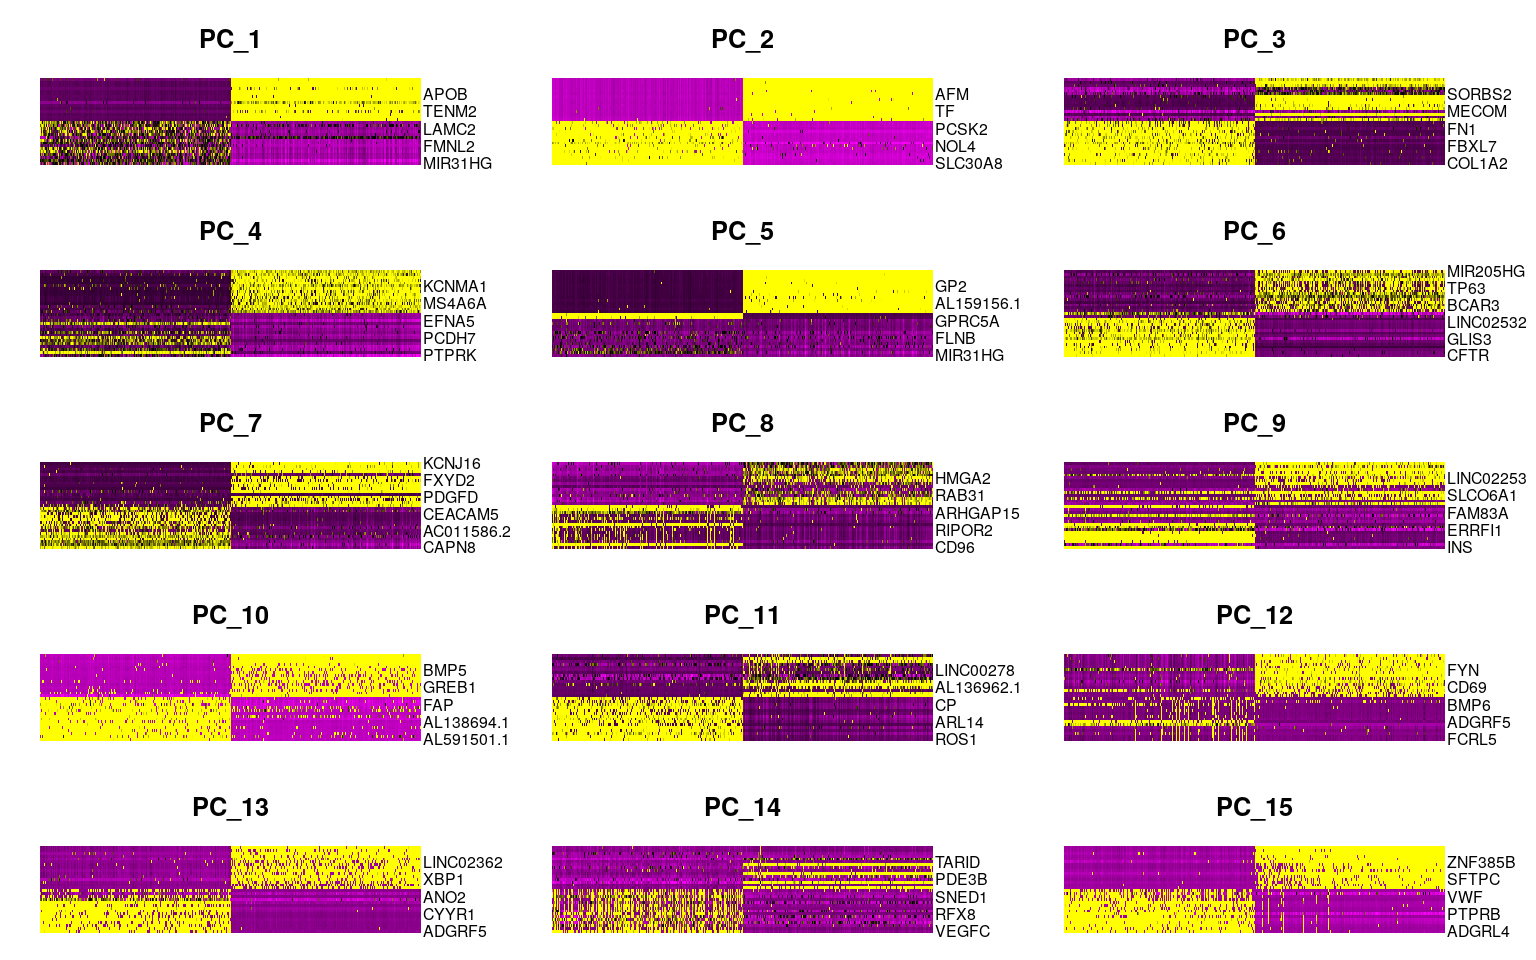 PC_1
APOB
TENM2
LAMC2
FMNL2
MIR31HG
PC_2
AFM
TF
PCSK2
NOL4
SLC30A8
PC_3
SORBS2
MECOM
FN1
FBXL7
COL1A2
PC_4
KCNMA1
MS4A6A
EFNA5
PCDH7
PTPRK
PC_5
GP2
AL159156.1
GPRC5A
FLNB
MIR31HG
PC_6
MIR205HG
TP63
BCAR3
LINC02532
GLIS3
CFTR
PC_7
KCNJ16
FXYD2
PDGFD
CEACAM5
AC011586.2
CAPN8
PC_8
HMGA2
RAB31
ARHGAP15
RIPOR2
CD96
PC_9
LINC02253
SLCO6A1
FAM83A
ERRFI1
INS
PC_10
BMP5
GREB1
FAP
AL138694.1
AL591501.1
PC_11
LINC00278
AL136962.1
CP
ARL14
ROS1
PC_12
FYN
CD69
BMP6
ADGRF5
FCRL5
PC_13
LINC02362
XBP1
ANO2
CYYR1
ADGRF5
PC_14
TARID
PDE3B
SNED1
RFX8
VEGFC
PC_15
ZNF385B
SFTPC
VWF
PTPRB
ADGRL4